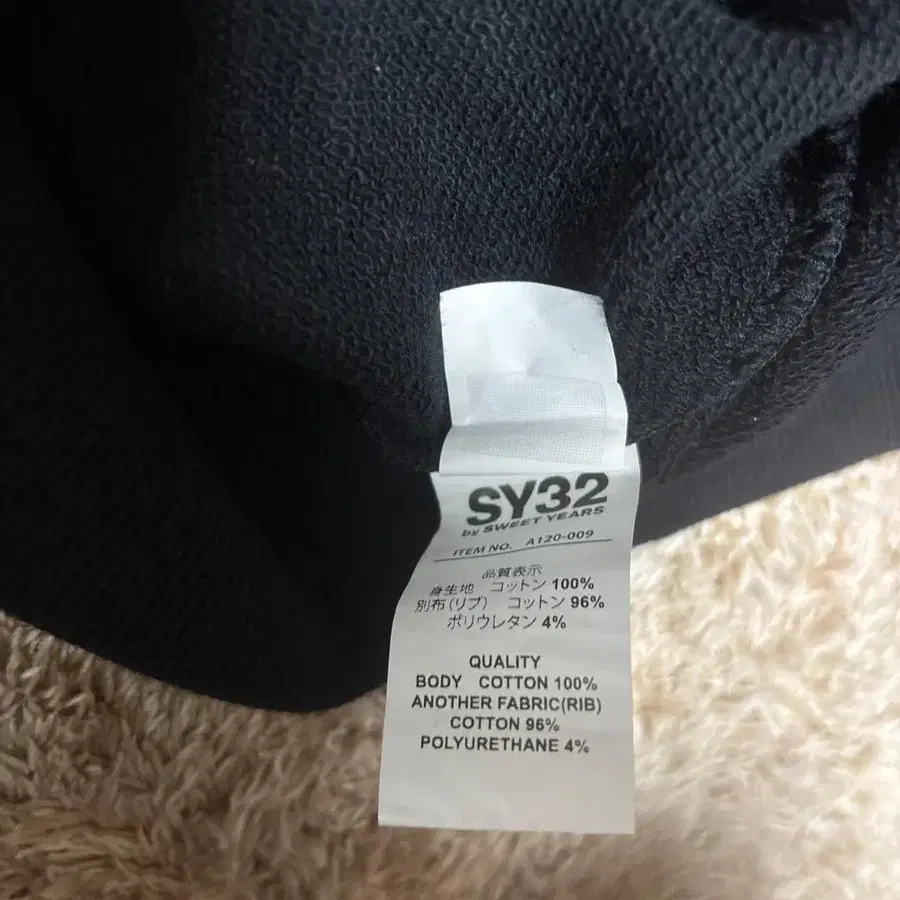 SY32
by SWEET YEARS
ITEM NO. A120-009
品質表示
身生地 コットン 100%
別布(リブ) コットン 96%
ポリウレタン 4%
QUALITY
BODY COTTON 100%
ANOTHER FABRIC(RIB)
COTTON 96%
POLYURETHANE 4%